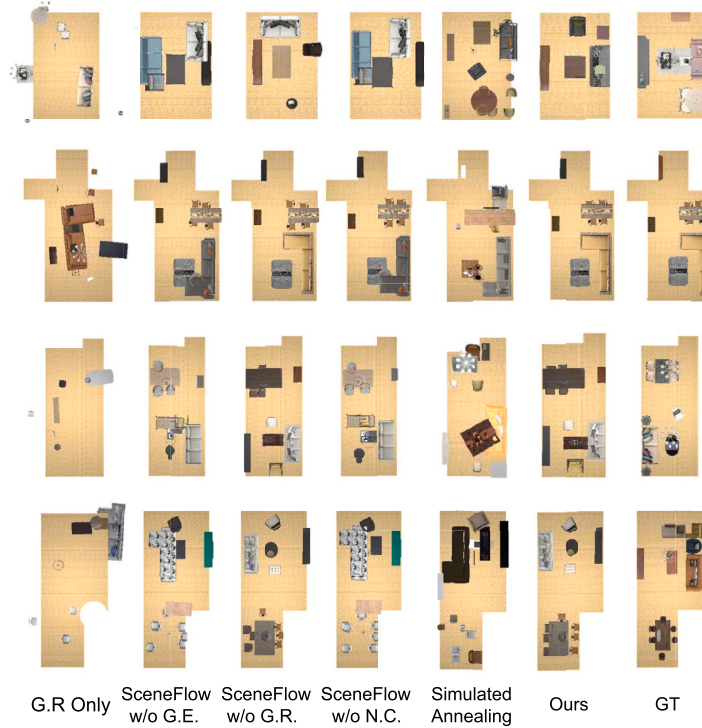 G.R Only
SceneFlow
w/o G.E.
SceneFlow
w/o G.R.
SceneFlow
w/o N.C.
Simulated
Annealing
Ours
GT